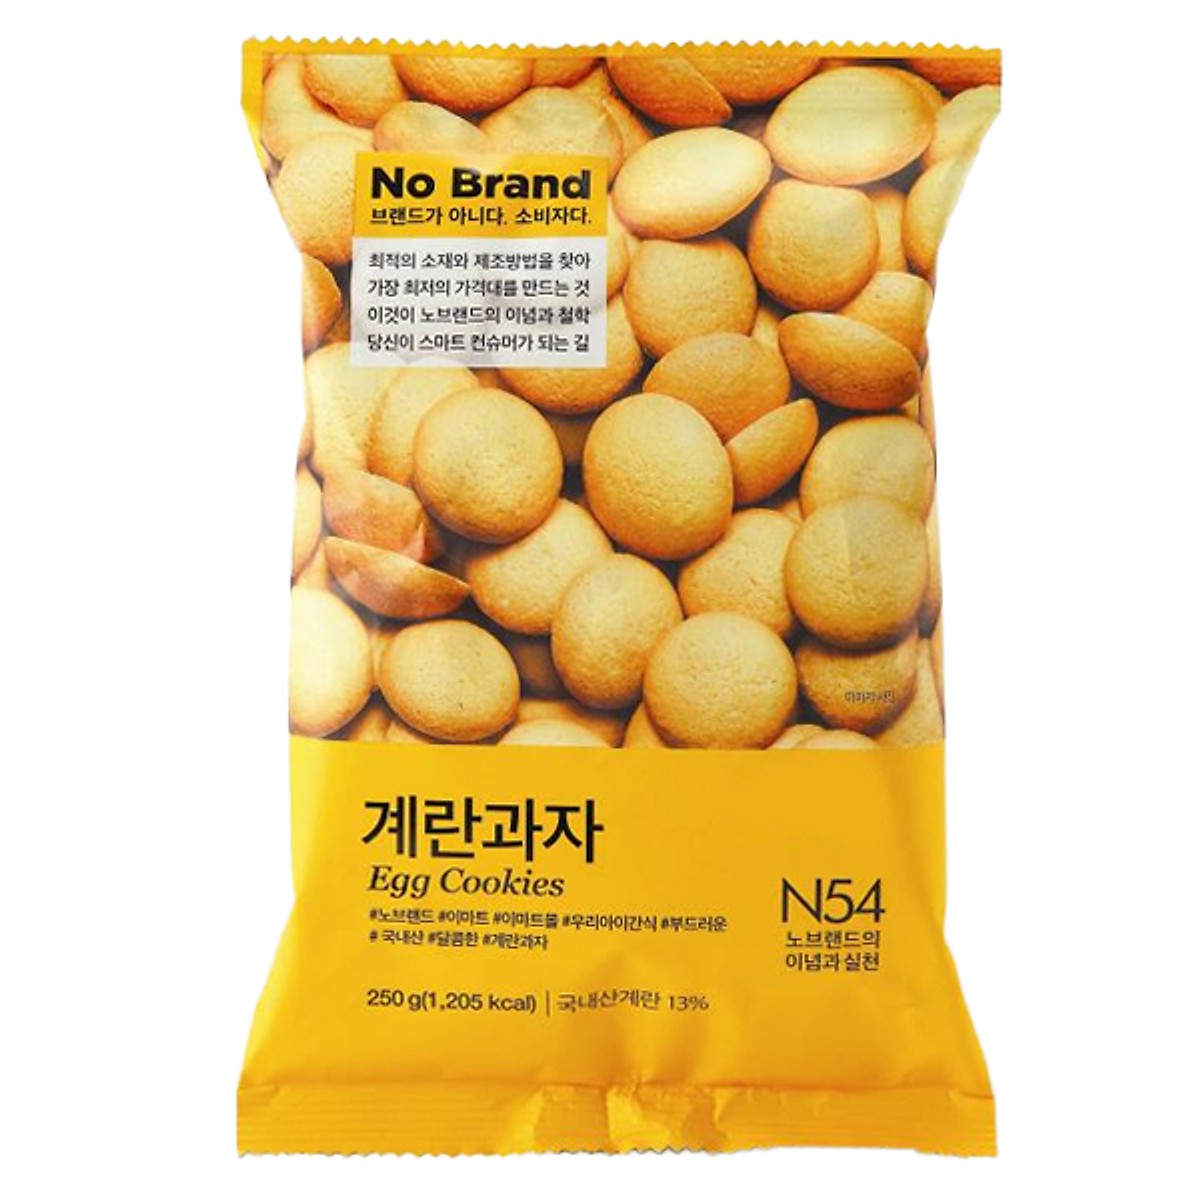 No Brand
브랜드가 아니다. 소비자다.
최적의 소재와 제조방법을 찾아
가장 최저의 가격대를 만드는 것
이것이 노브랜드의 이념과 철학
당신이 스마트 컨슈머가 되는 길
이미지 사진
계란과자
Egg Cookies
#노브랜드 #이마트 #이마트몰 #우리아이간식 #부드러운
# 국내산 #달콤한 #계란과자
N54
노브랜드의
이념과 실천
250 g(1,205 kcal) | 국내산계란 13%